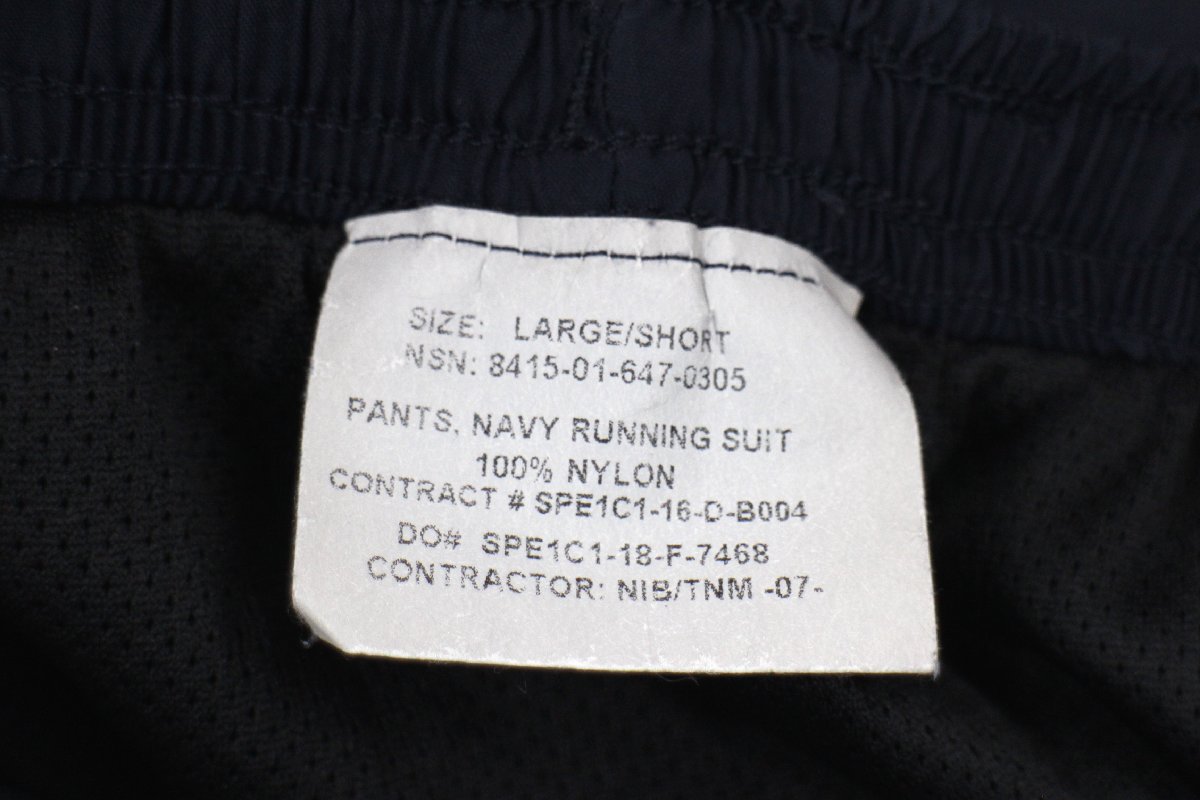 SIZE: LARGE/SHORT
NSN: 8415-01-647-0305
PANTS, NAVY RUNNING SUIT
100% NYLON
CONTRACT # SPE1C1-16-D-B004
DO# SPE1C1-18-F-7468
CONTRACTOR: NIB/TNM -07-